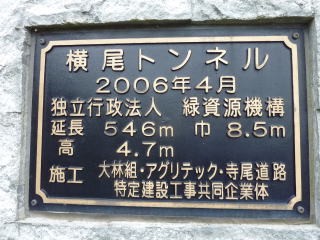 横尾トンネル
2006年4月
独立行政法人 緑資源機構
延長 546m 巾 8.5m
高 4.7m
施工 大林組・アグリテック・寺尾道路
特定建設工事共同企業体